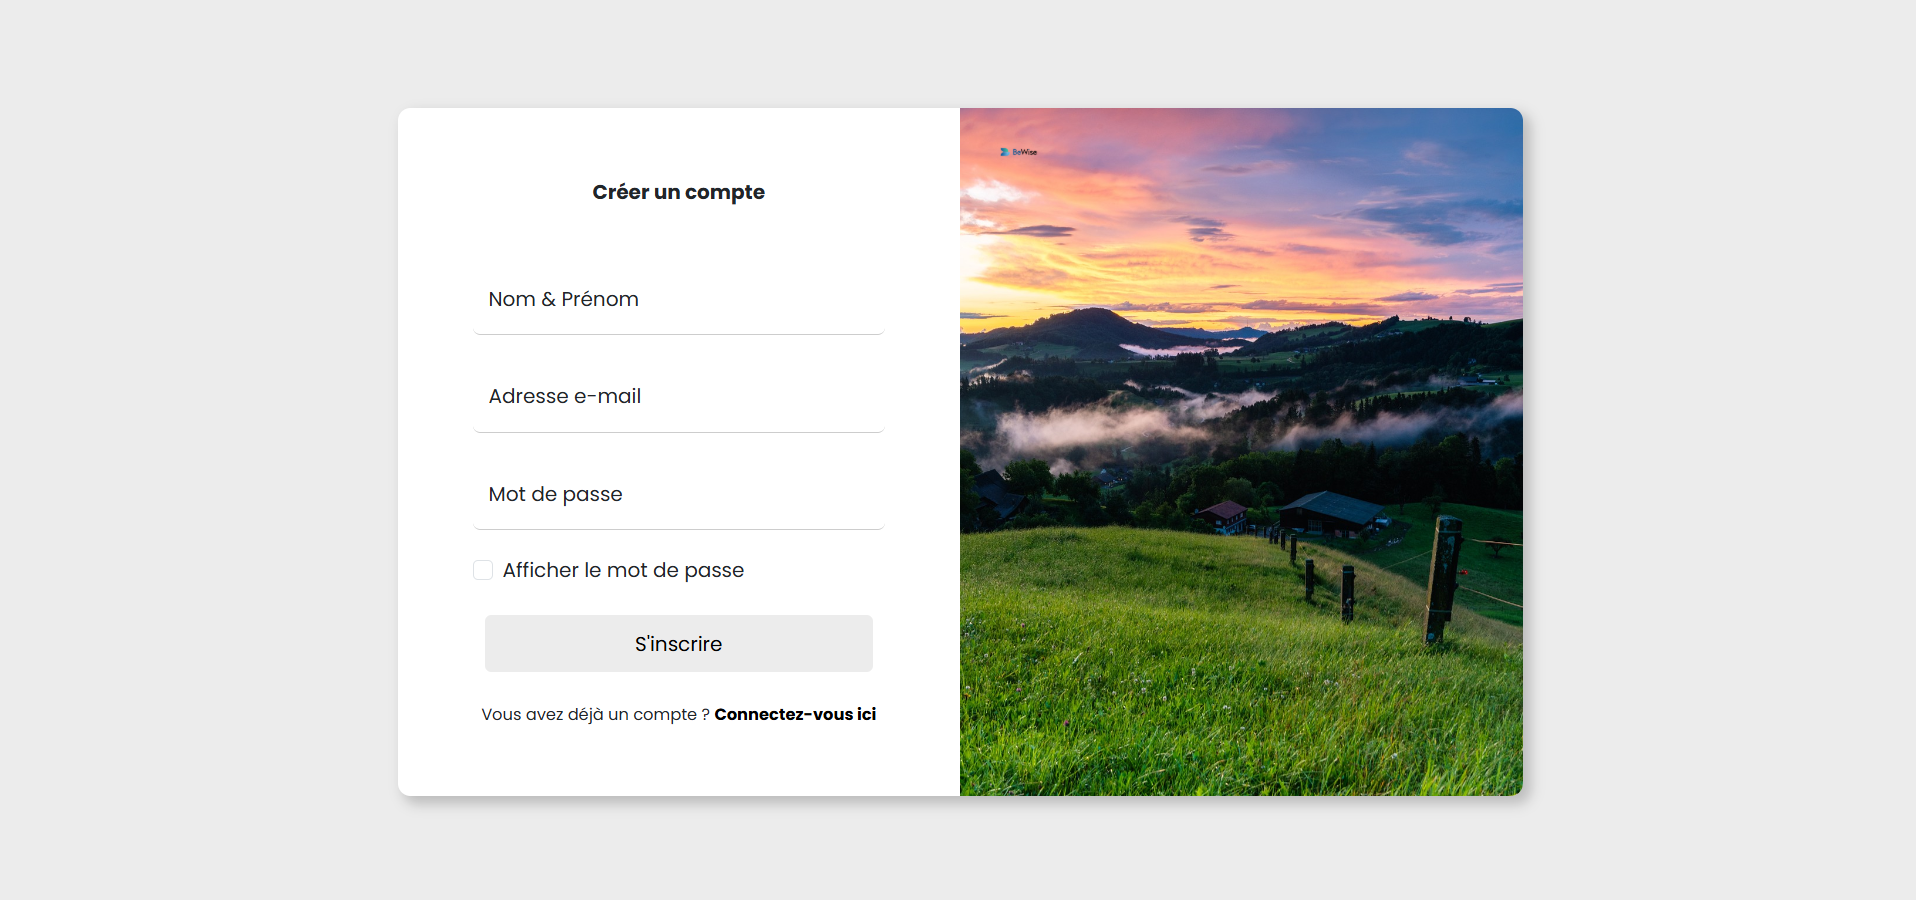 Créer un compte
Nom & Prénom
Adresse e-mail
Mot de passe
Afficher le mot de passe
S'inscrire
Vous avez déjà un compte ? Connectez-vous ici
BeWise